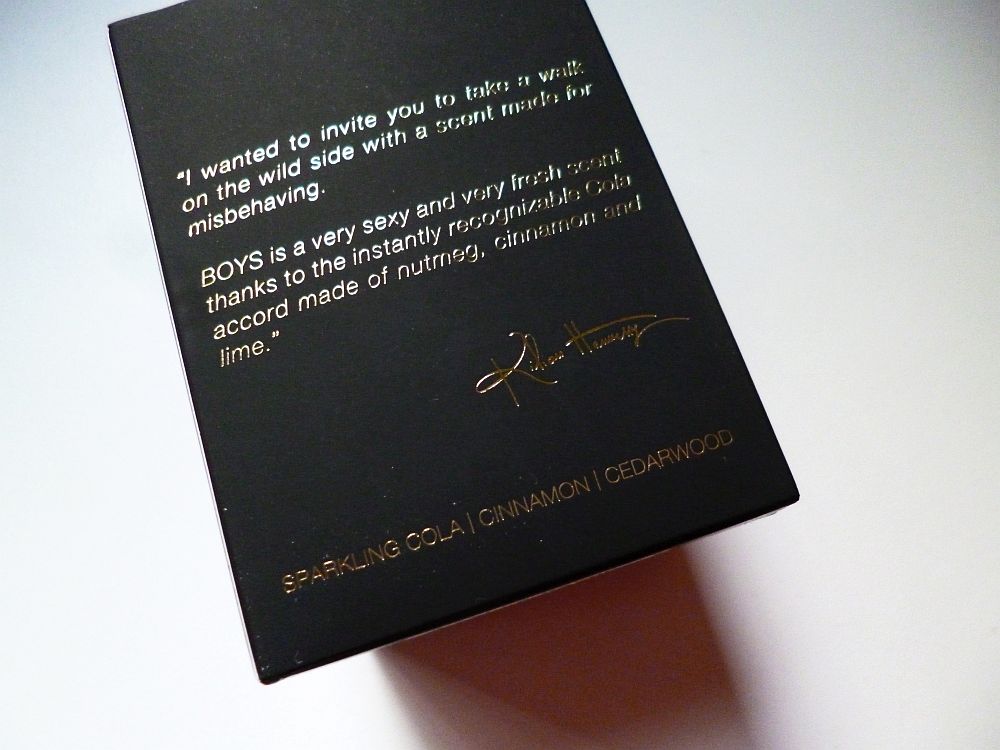 “I wanted to invite you to take a walk
on the wild side with a scent made for
misbehaving.
BOYS is a very sexy and very fresh scent
thanks to the instantly recognizable Cola
accord made of nutmeg, cinnamon and
lime.”
Kilian Hennessy
SPARKLING COLA | CINNAMON | CEDARWOOD